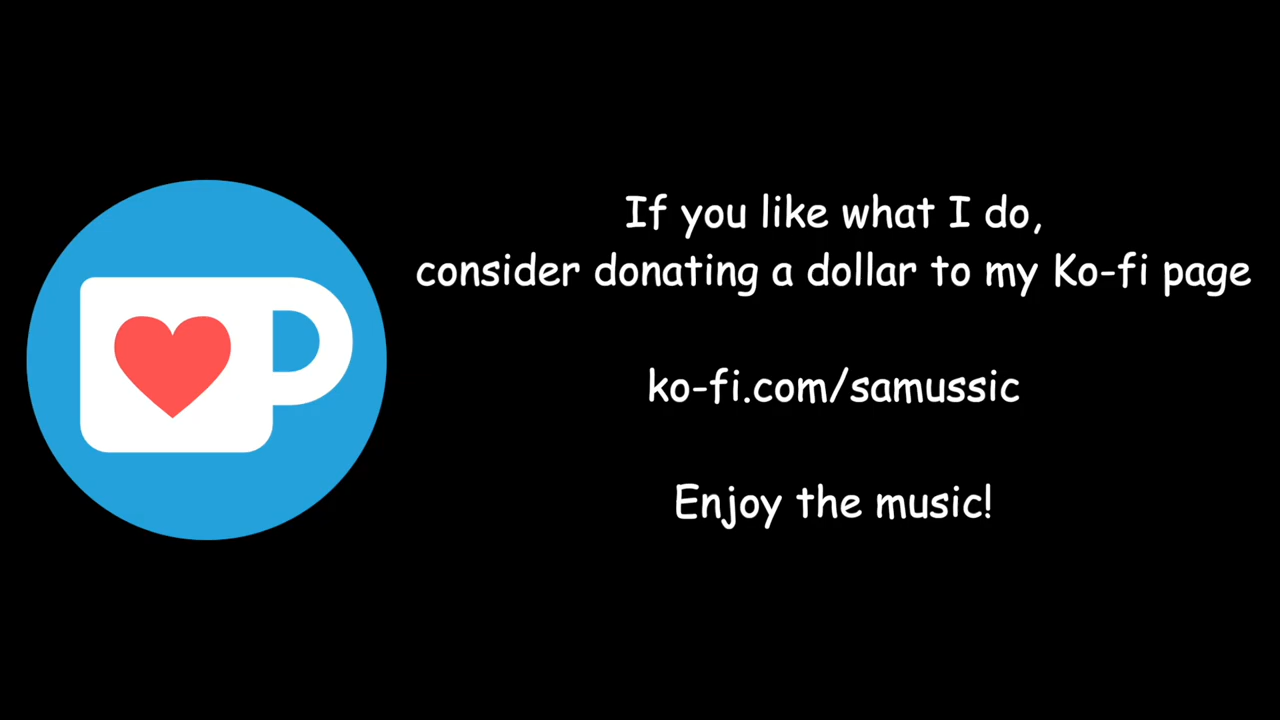 If you like what I do,
consider donating a dollar to my Ko-fi page
ko-fi.com/samussic
Enjoy the music!